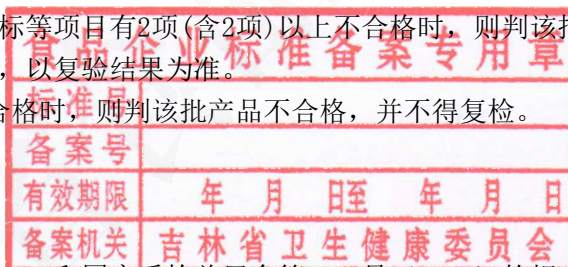 标等项目有2项(含2项)以上不合格时，则判该
食品企业标准备案专用章
，以复验结果为准。
标准号
合格时，则判该批产品不合格，并不得复检。
备案号
有效期限 年 月 日至 年 月 日
备案机关 吉林省卫生健康委员会